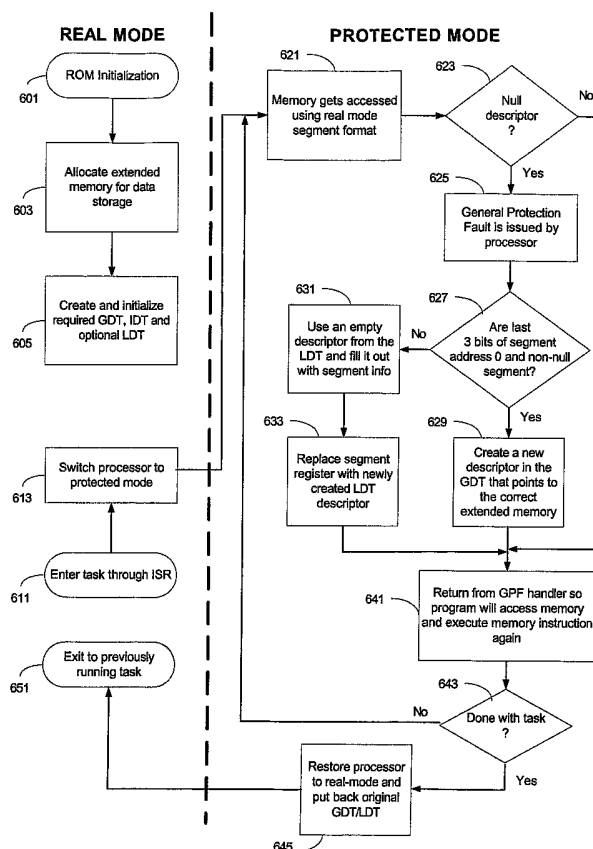 REAL MODE
ROM Initialization
601
Allocate extended
memory for data
storage
603
Create and initialize
required GDT, IDT and
optional LDT
605
Switch processor to
protected mode
613
Enter task through ISR
611
Exit to previously
running task
651
PROTECTED MODE
621
Memory gets accessed
using real mode
segment format
623
Null
descriptor
?
No
Yes
625
General Protection
Fault is issued by
processor
627
Are last
3 bits of segment
address 0 and non-null
segment?
No
Yes
631
Use an empty
descriptor from the
LDT and fill it out
with segment info
633
Replace segment
register with newly
created LDT
descriptor
629
Create a new
descriptor in the
GDT that points to
the correct
extended memory
641
Return from GPF handler so
program will access memory
and execute memory instruction
again
643
Done with task
?
No
Yes
Restore processor
to real-mode and
put back original
GDT/LDT
645